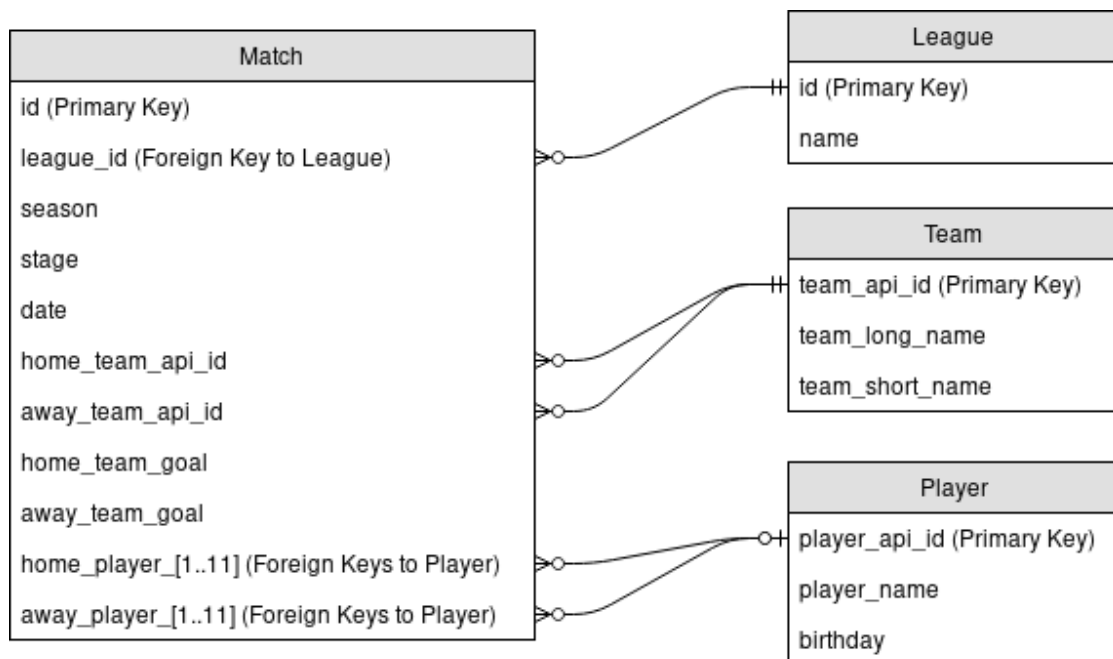 Match
id (Primary Key)
league_id (Foreign Key to League)
season
stage
date
home_team_api_id
away_team_api_id
home_team_goal
away_team_goal
home_player_[1..11] (Foreign Keys to Player)
away_player_[1..11] (Foreign Keys to Player)
League
id (Primary Key)
name
Team
team_api_id (Primary Key)
team_long_name
team_short_name
Player
player_api_id (Primary Key)
player_name
birthday